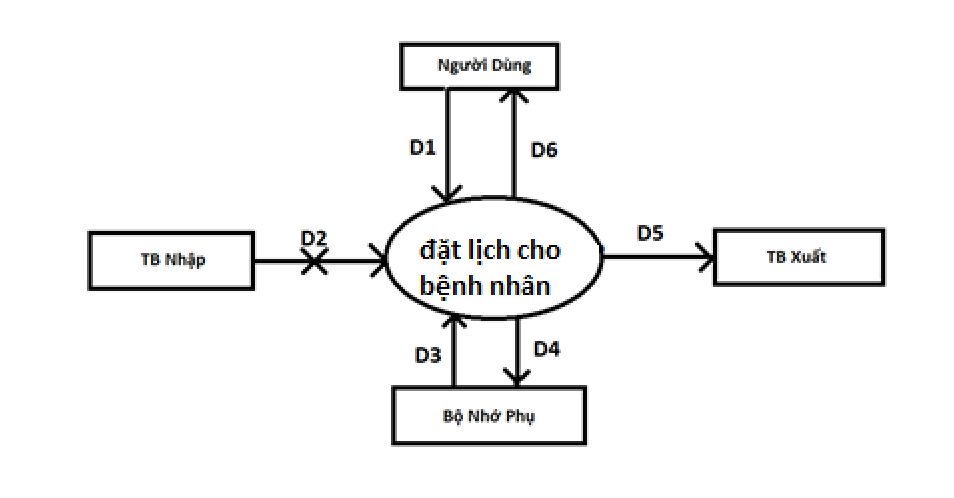 Người Dùng
D1
D6
D2
D5
TB Nhập
đặt lịch cho
bệnh nhân
TB Xuất
D3
D4
Bộ Nhớ Phụ